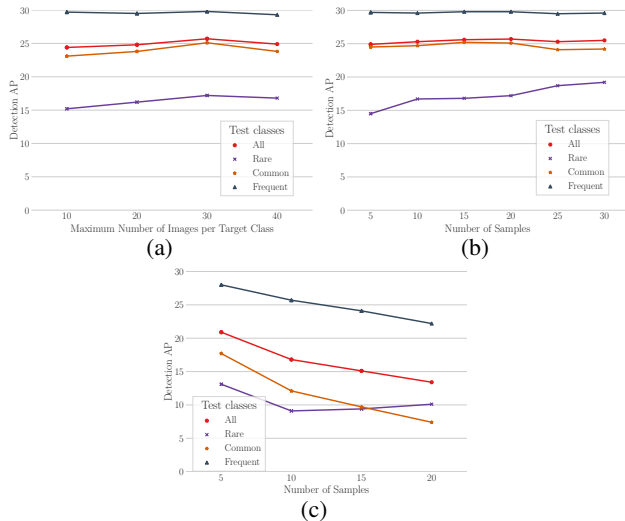 30
25
20
15
10
5
0
Detection AP
Test classes
All
Rare
Common
Frequent
10 20 30 40
Maximum Number of Images per Target Class
(a)
30
25
20
15
10
5
0
Detection AP
Test classes
All
Rare
Common
Frequent
5 10 15 20 25 30
Number of Samples
(b)
30
25
20
15
10
5
0
Detection AP
Test classes
All
Rare
Common
Frequent
5 10 15 20
Number of Samples
(c)